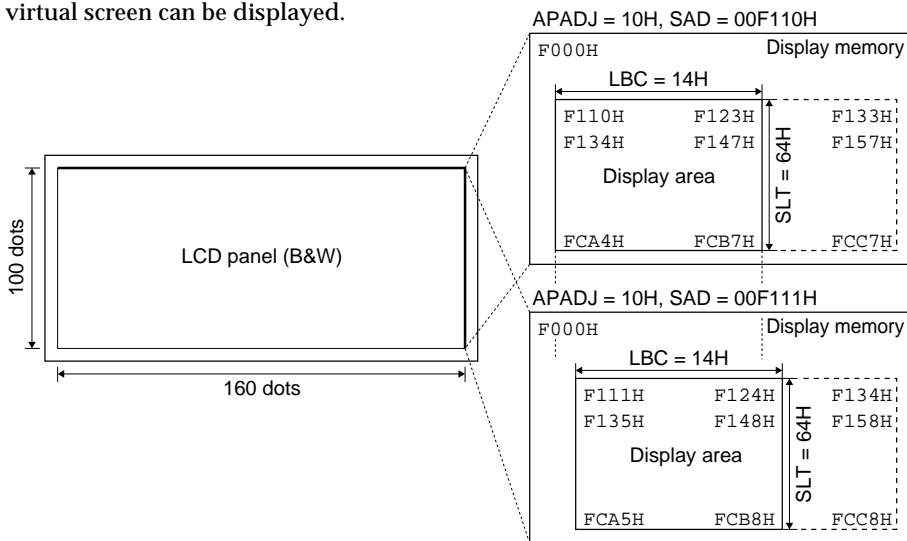 virtual screen can be displayed.
APADJ = 10H, SAD = 00F110H
F000H Display memory
LBC = 14H
F110H F123H F133H
F134H F147H F157H
Display area
SLT = 64H
FCA4H FCB7H FCC7H
100 dots
LCD panel (B&W)
160 dots
APADJ = 10H, SAD = 00F111H
F000H Display memory
LBC = 14H
F111H F124H F134H
F135H F148H F158H
Display area
SLT = 64H
FCA5H FCB8H FCC8H